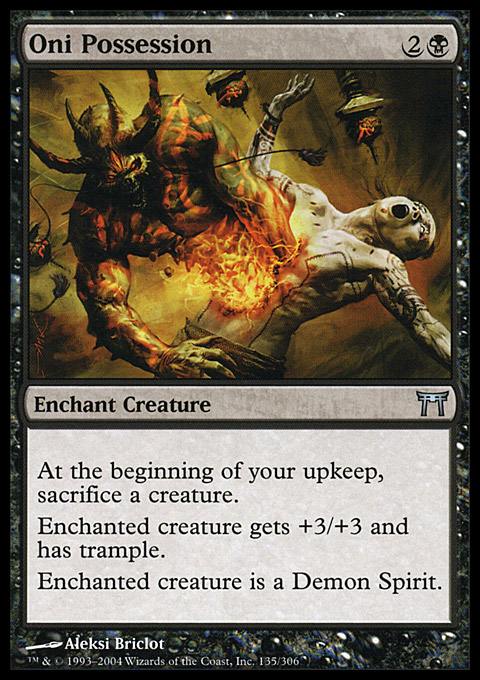 Oni Possession 2
Enchant Creature
At the beginning of your upkeep,
sacrifice a creature.
Enchanted creature gets +3/+3 and
has trample.
Enchanted creature is a Demon Spirit.
Aleksi Briclot
™ & © 1993–2004 Wizards of the Coast, Inc. 135/306